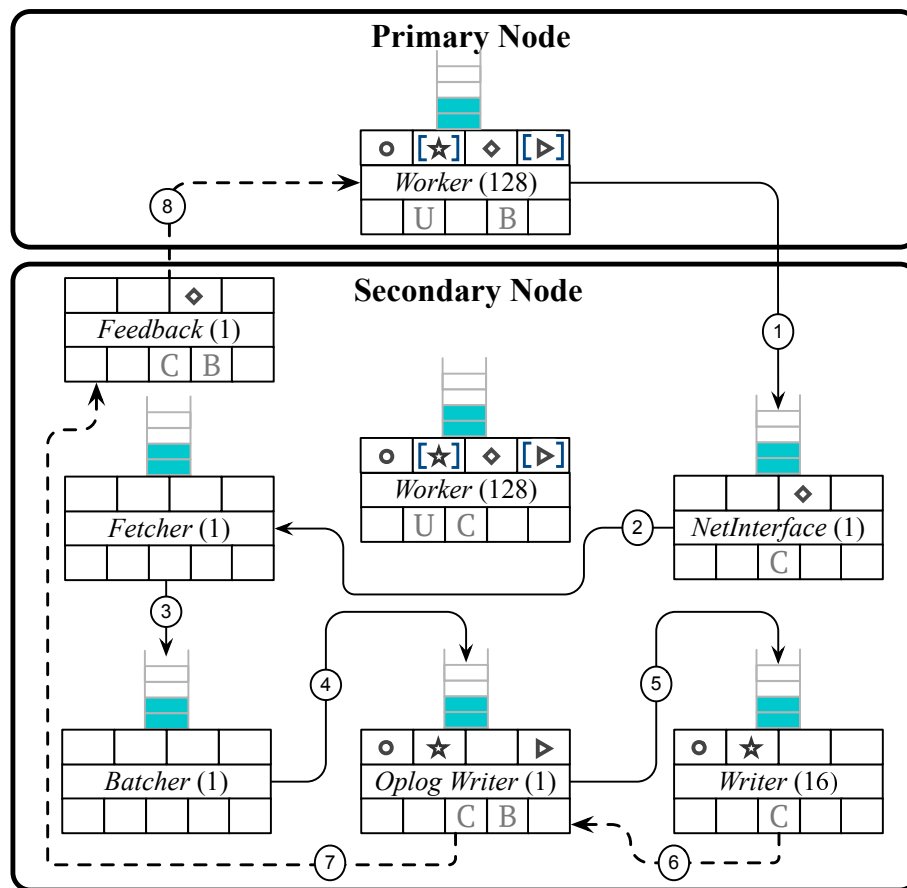 Primary Node
Worker (128)
U B
8
Secondary Node
Feedback (1)
C B
1
Worker (128)
U C
Fetcher (1)
2
NetInterface (1)
C
3
4
5
Batcher (1)
Oplog Writer (1)
C B
Writer (16)
C
7
6